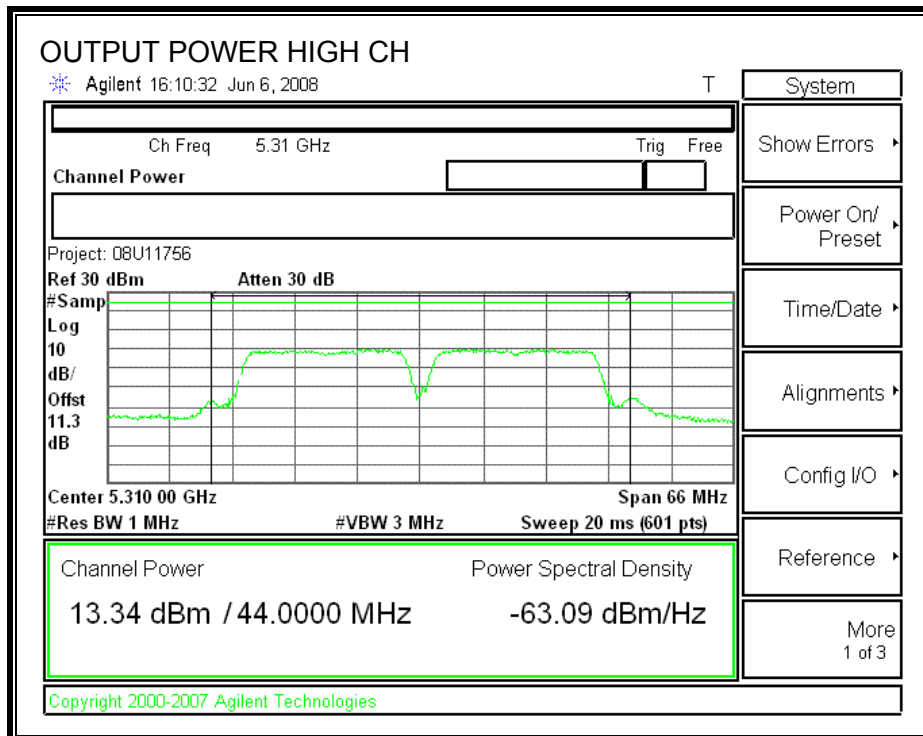 OUTPUT POWER HIGH CH
Agilent 16:10:32 Jun 6, 2008 T
Ch Freq 5.31 GHz Trig Free
Channel Power
Project: 08U11756
Ref 30 dBm Atten 30 dB
#Samp
Log
10
dB/
Offst
11.3
dB
Center 5.310 00 GHz Span 66 MHz
#Res BW 1 MHz #VBW 3 MHz Sweep 20 ms (601 pts)
Channel Power Power Spectral Density
13.34 dBm / 44.0000 MHz -63.09 dBm/Hz
Copyright 2000-2007 Agilent Technologies
System
Show Errors
Power On/
Preset
Time/Date
Alignments
Config I/O
Reference
More
1 of 3